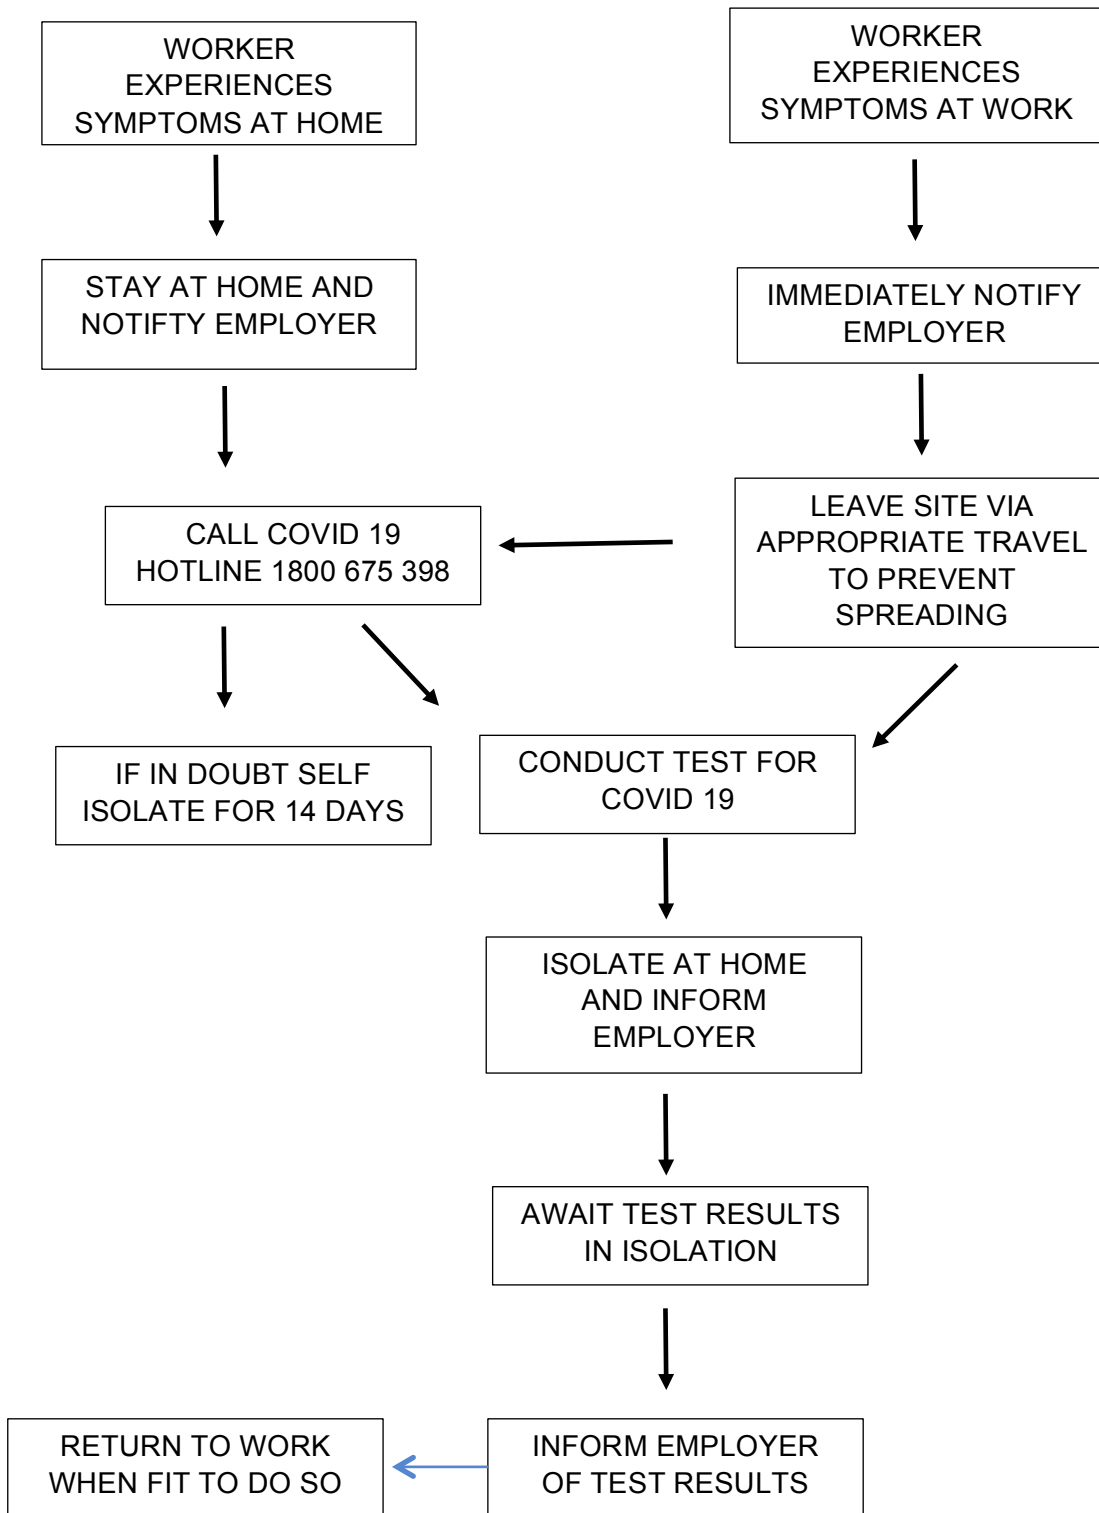 WORKER
EXPERIENCES
SYMPTOMS AT HOME
WORKER
EXPERIENCES
SYMPTOMS AT WORK
STAY AT HOME AND
NOTIFTY EMPLOYER
IMMEDIATELY NOTIFY
EMPLOYER
CALL COVID 19
HOTLINE 1800 675 398
LEAVE SITE VIA
APPROPRIATE TRAVEL
TO PREVENT
SPREADING
IF IN DOUBT SELF
ISOLATE FOR 14 DAYS
CONDUCT TEST FOR
COVID 19
ISOLATE AT HOME
AND INFORM
EMPLOYER
AWAIT TEST RESULTS
IN ISOLATION
RETURN TO WORK
WHEN FIT TO DO SO
INFORM EMPLOYER
OF TEST RESULTS